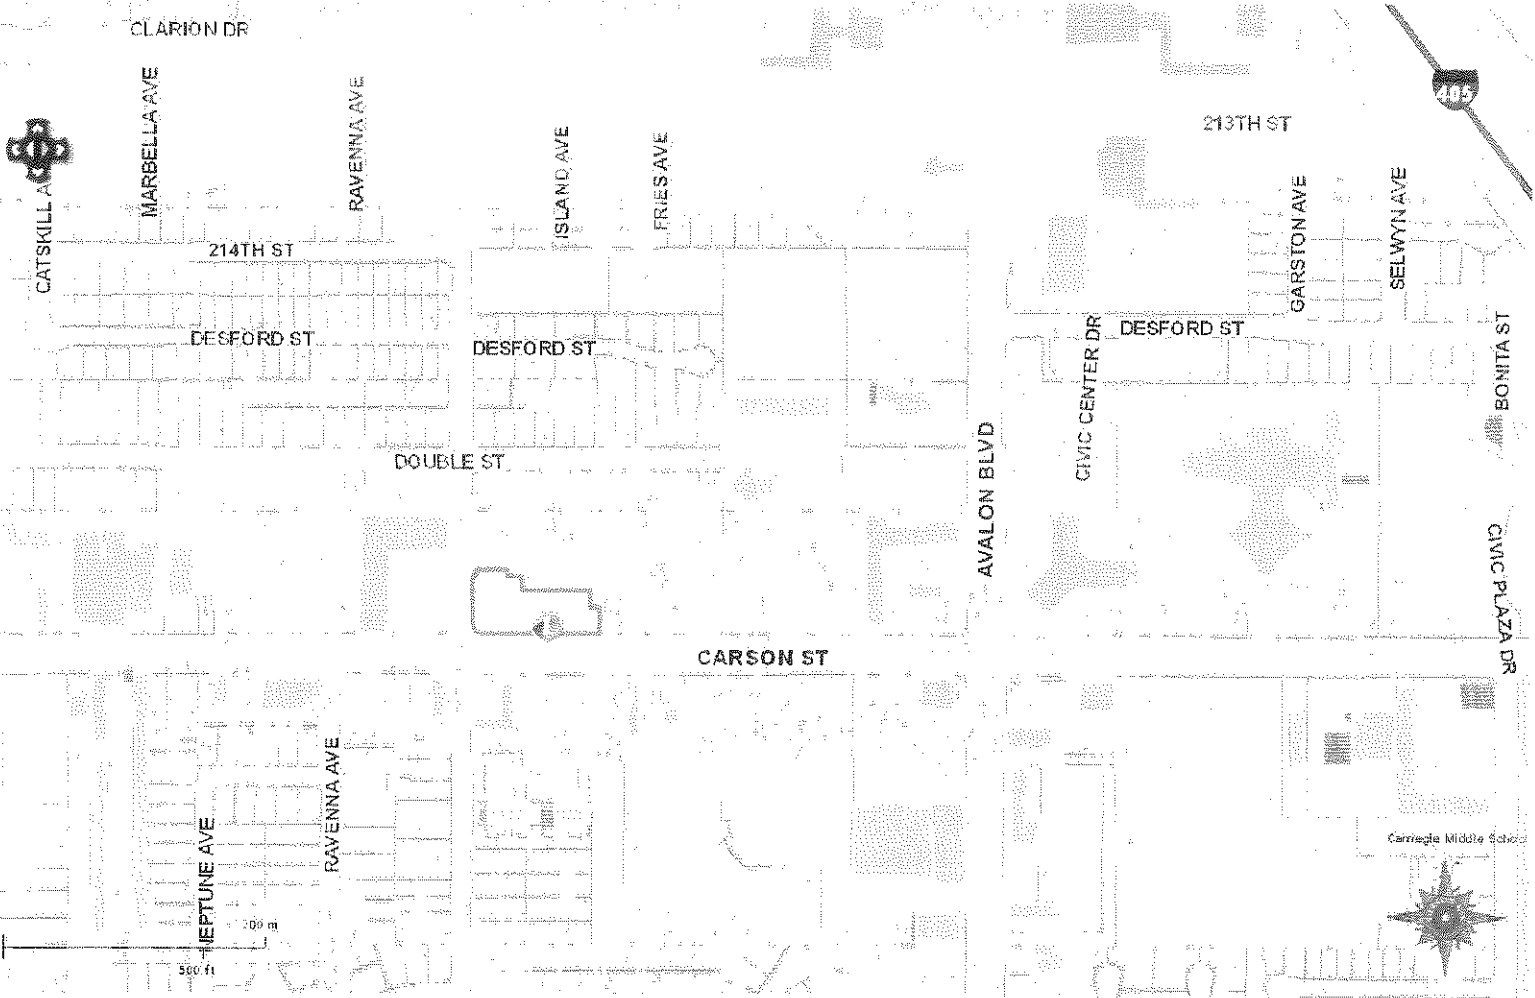 CLARION DR
MARBELLA AVE
RAVENNA AVE
405
213TH ST
ISLAND AVE
FRIES AVE
GARSTON AVE
SELWYN AVE
CATSKILL A
214TH ST
DESFORD ST
DESFORD ST
DESFORD ST
CIVIC CENTER DR
BONITA ST
AVALON BLVD
DOUBLE ST
CIVIC PLAZA DR
CARSON ST
RAVENNA AVE
NEPTUNE AVE
Carnegie Middle School
200 m
500 ft